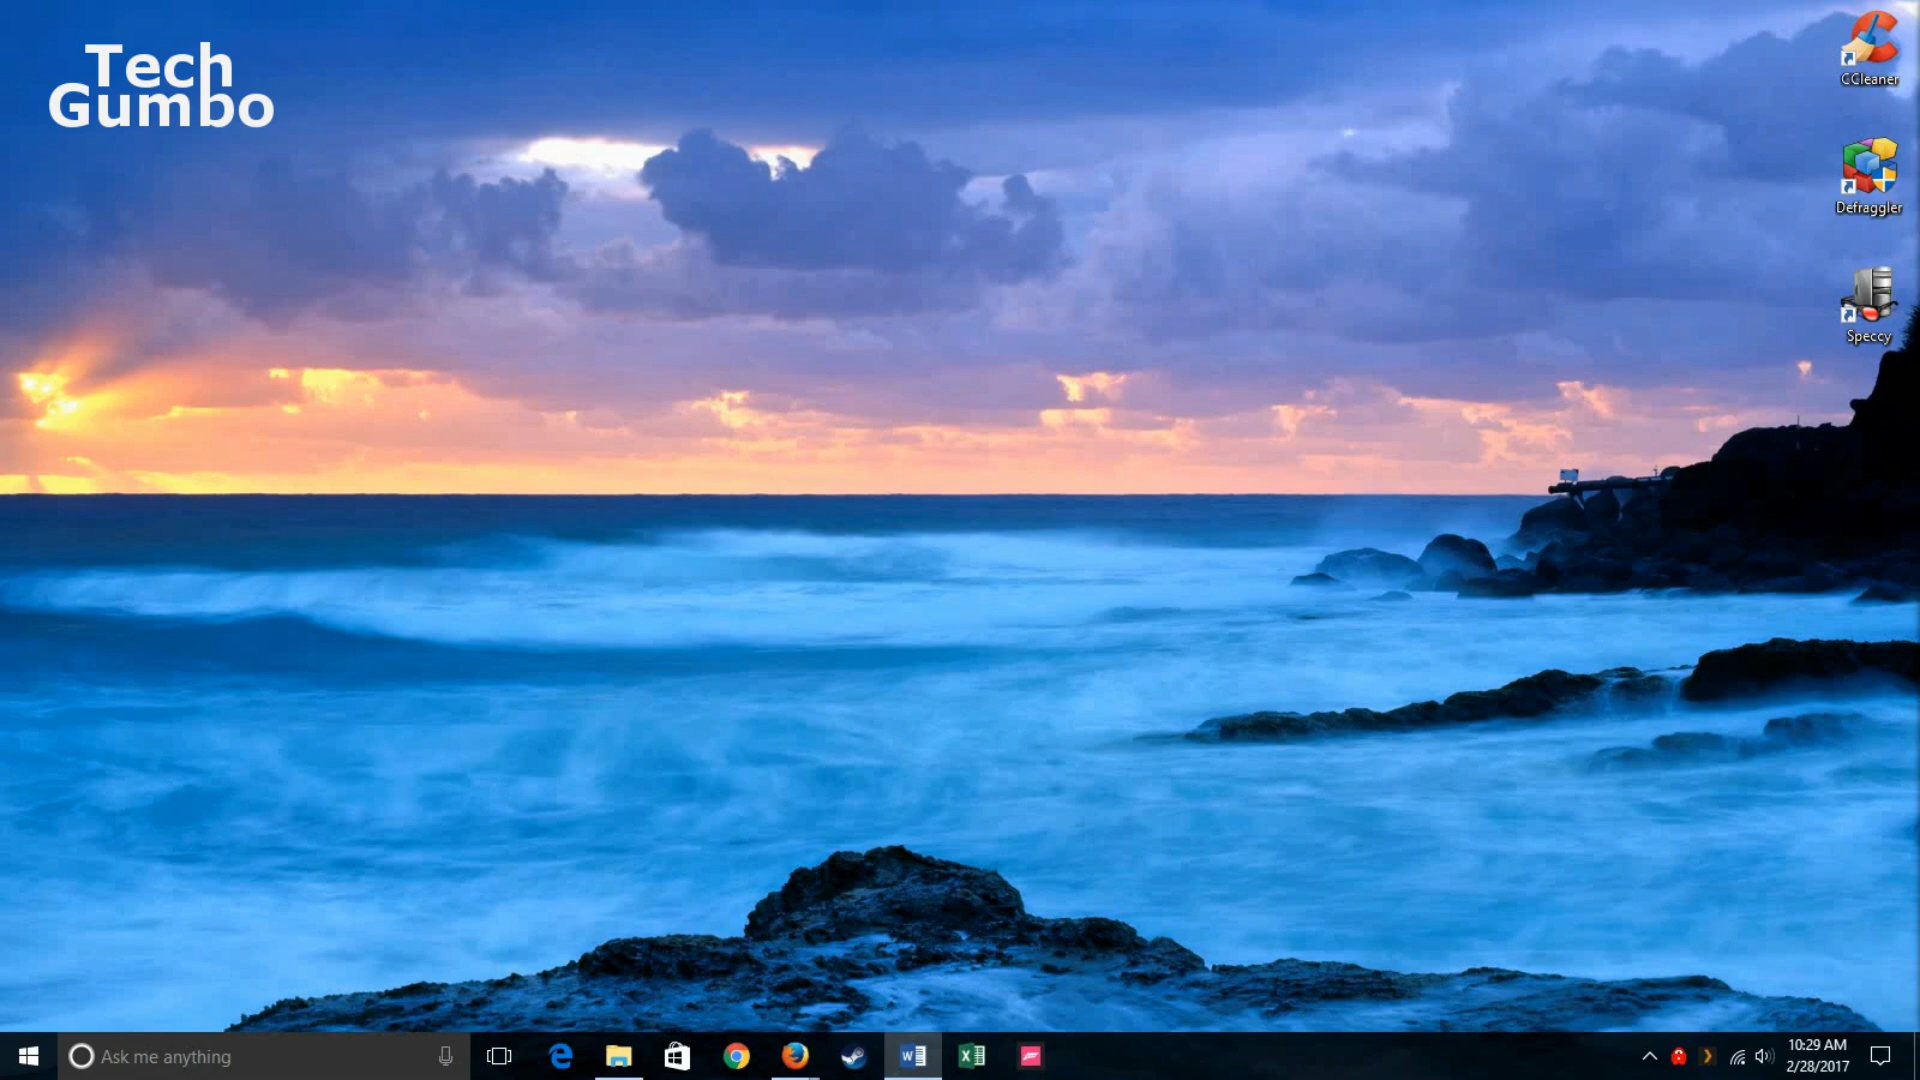 Tech
Gumbo
CCleaner
Defraggler
Speccy
Ask me anything
10:29 AM
2/28/2017